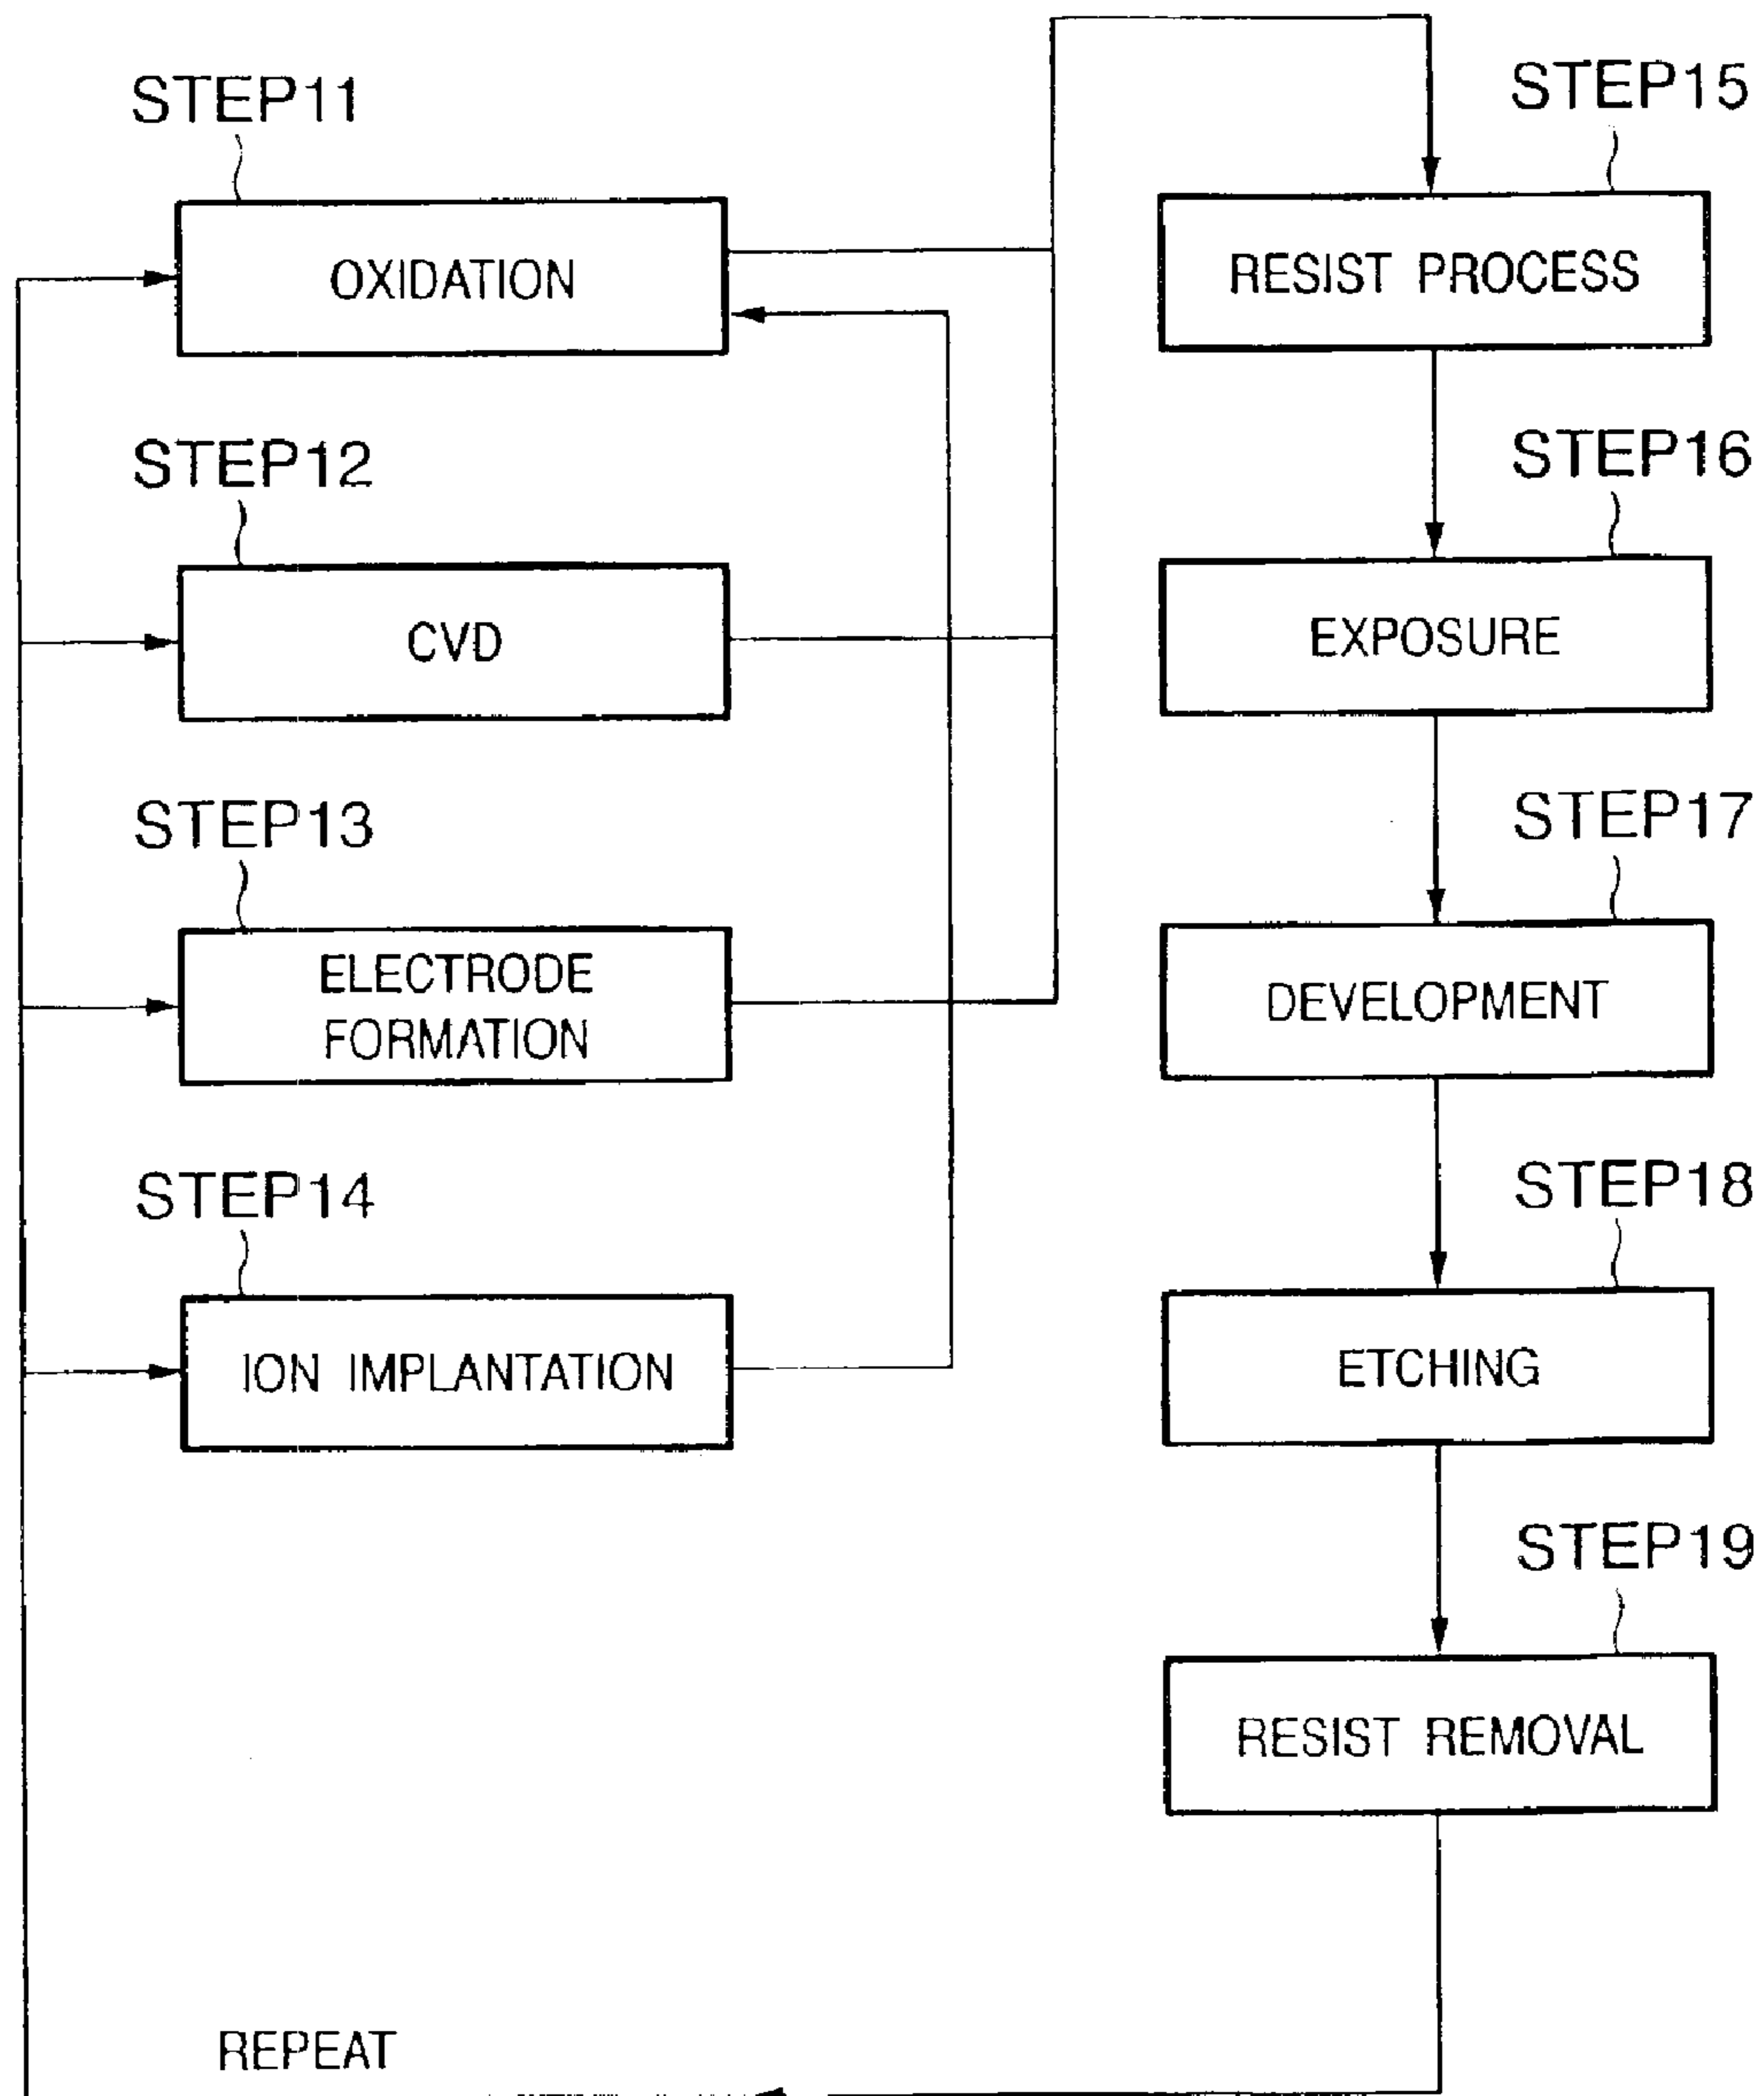 STEP11
OXIDATION
STEP12
CVD
STEP13
ELECTRODE
FORMATION
STEP14
ION IMPLANTATION
STEP15
RESIST PROCESS
STEP16
EXPOSURE
STEP17
DEVELOPMENT
STEP18
ETCHING
STEP19
RESIST REMOVAL
REPEAT